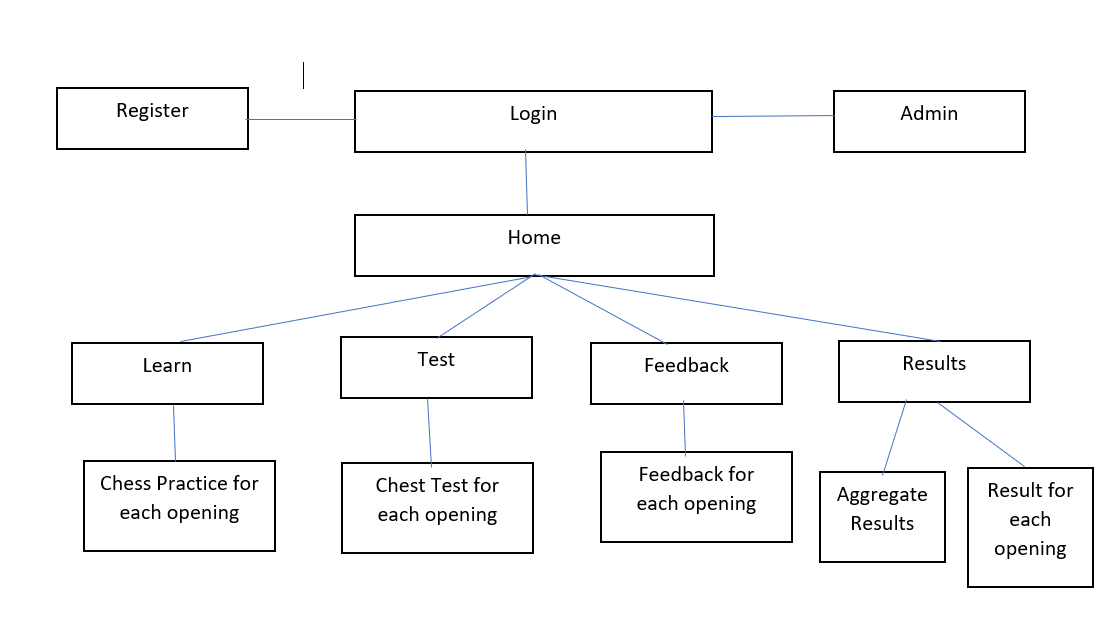 Register
Login
Admin
Home
Learn
Test
Feedback
Results
Chess Practice for
each opening
Chest Test for
each opening
Feedback for
each opening
Aggregate
Results
Result for
each
opening